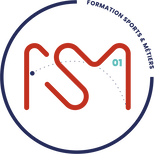 FORMATION SPORTS & MÉTIERS
FSM
01